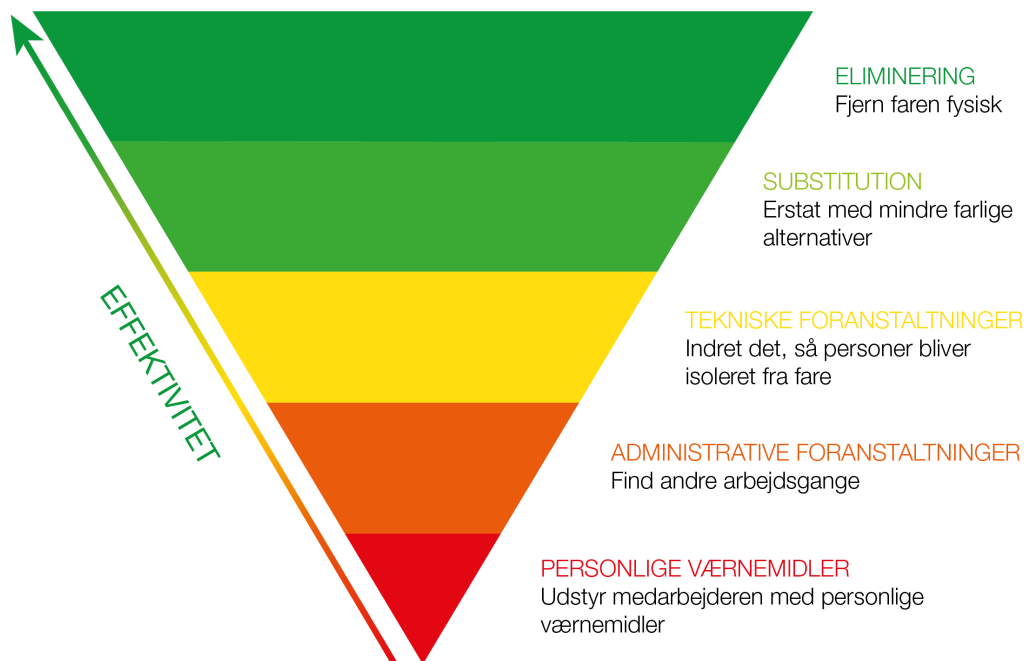 ELIMINERING
Fjern faren fysisk
SUBSTITUTION
Erstat med mindre farlige
alternativer
EFFEKTIVITET
TEKNISKE FORANSTALTNINGER
Indret det, så personer bliver
isoleret fra fare
ADMINISTRATIVE FORANSTALTNINGER
Find andre arbejdsgange
PERSONLIGE VÆRNEMIDLER
Udstyr medarbejderen med personlige
værnemidler